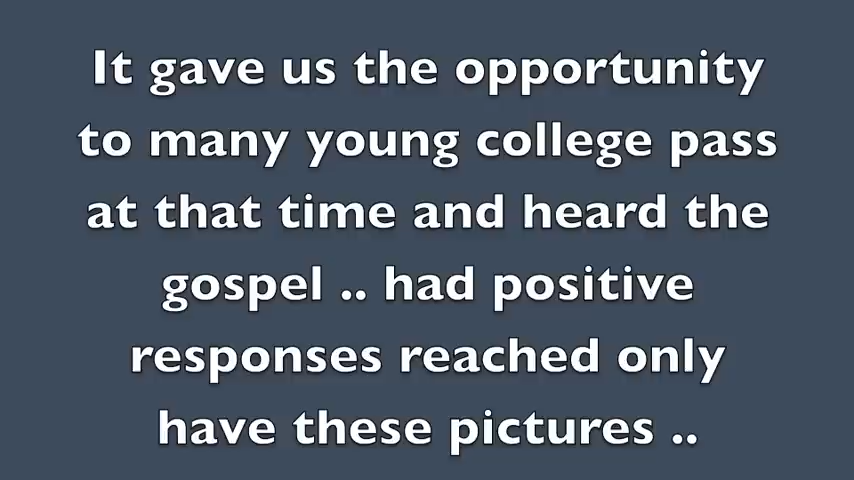 It gave us the opportunity
to many young college pass
at that time and heard the
gospel .. had positive
responses reached only
have these pictures ..